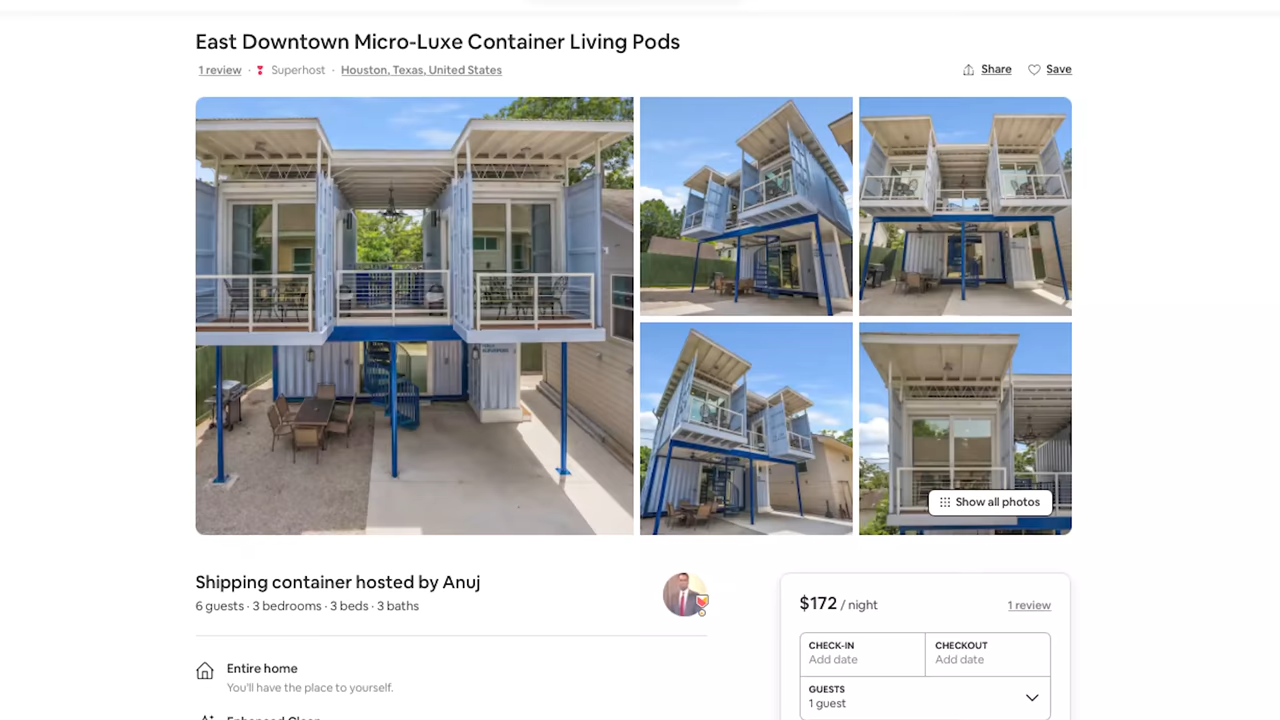 East Downtown Micro-Luxe Container Living Pods
1 review · Superhost · Houston, Texas, United States
Share Save
Show all photos
Shipping container hosted by Anuj
6 guests · 3 bedrooms · 3 beds · 3 baths
$172 / night 1 review
CHECK-IN CHECKOUT
Add date Add date
GUESTS
1 guest
Entire home
You'll have the place to yourself.
Enhanced Clean